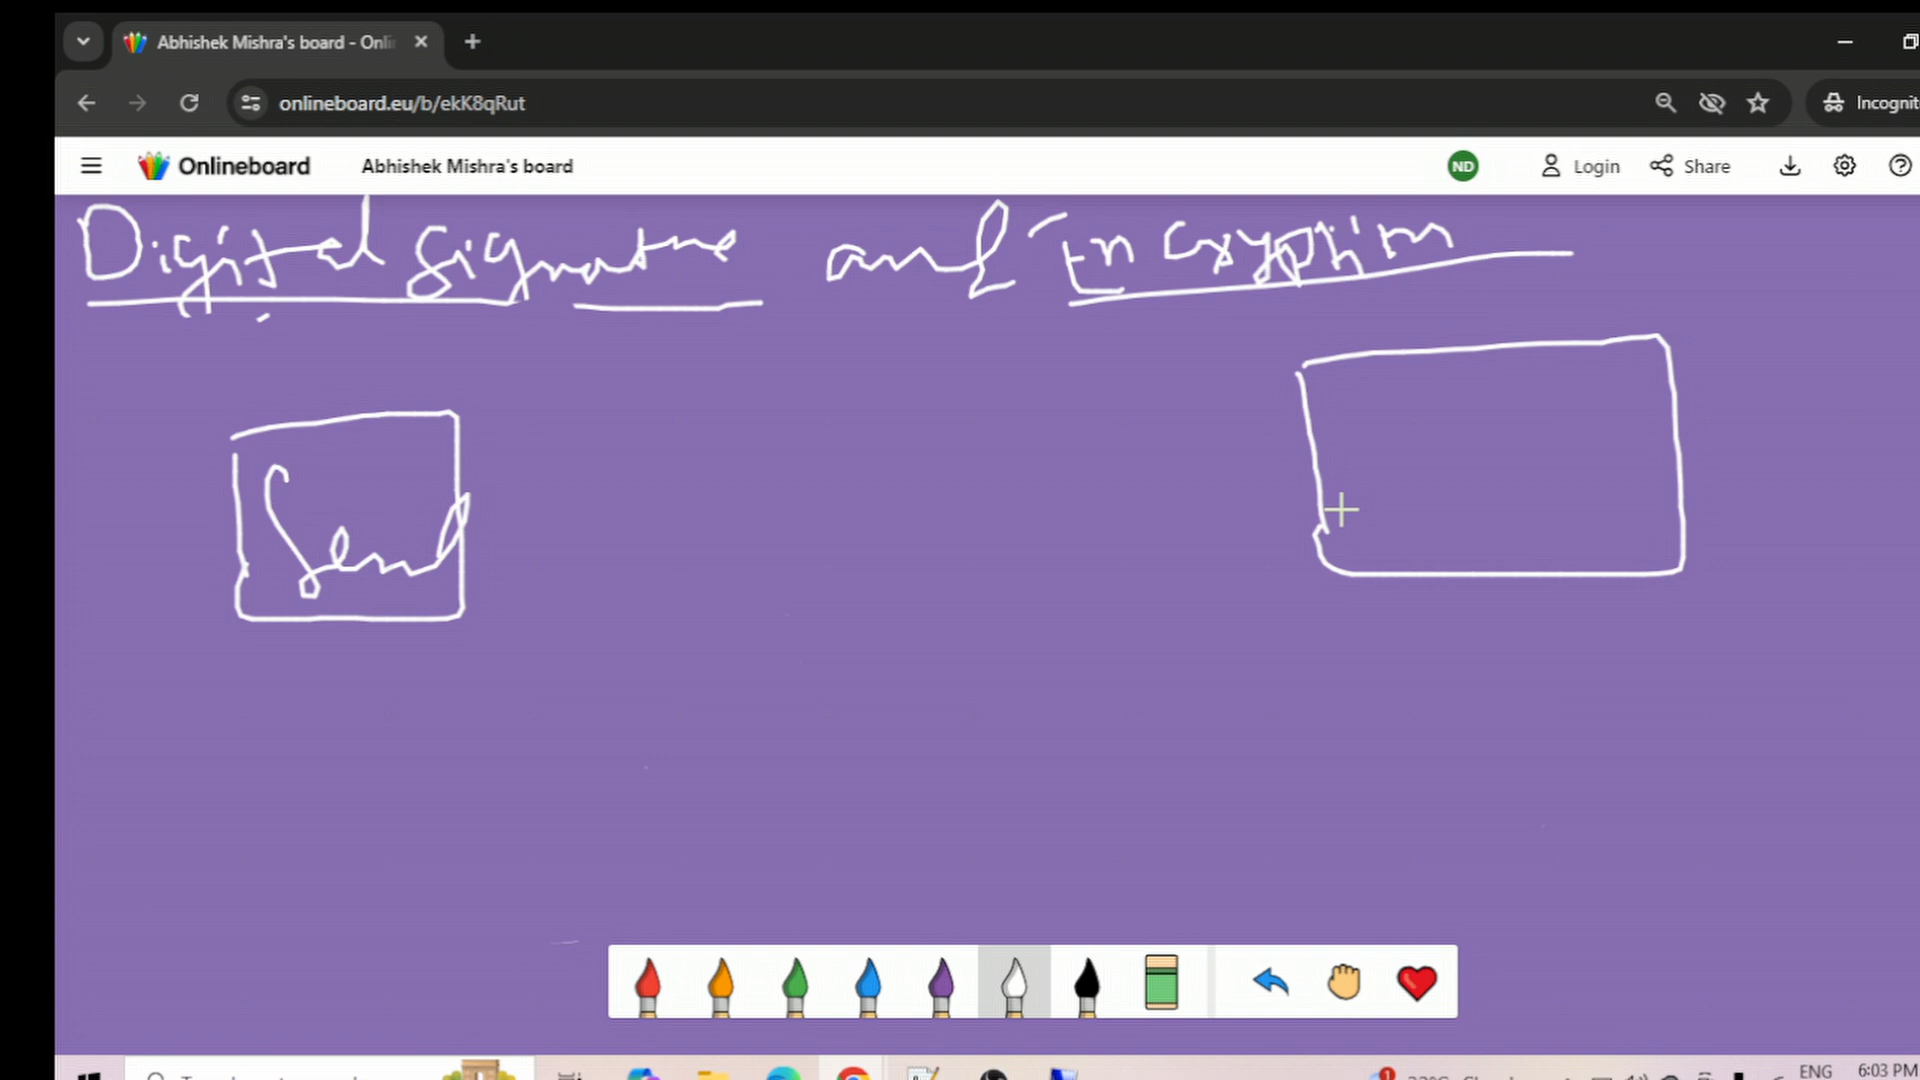 Abhishek Mishra's board - Onli
onlineboard.eu/b/ekK8qRut
Incognit
Onlineboard
Abhishek Mishra's board
ND
Login
Share
Digital Signature and Encryption
Send
ENG
6:03 PM